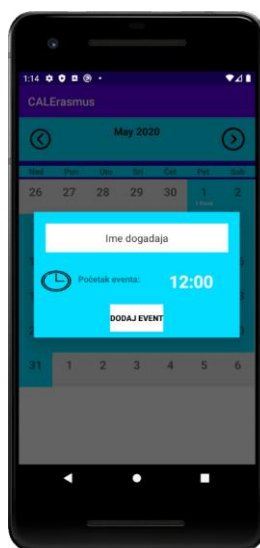 1:14
CALErasmus
May 2020
Ned Pon Uto Sri Čet Pet Sub
26 27 28 29 30 1 2
Ime događaja
Početak eventa: 12:00
DODAJ EVENT
31 1 2 3 4 5 6